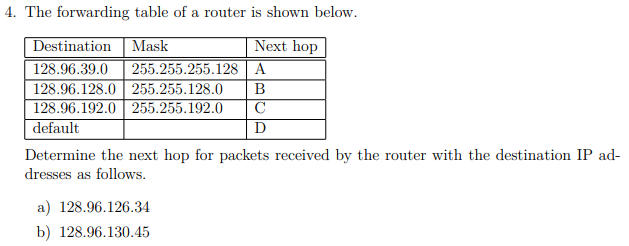 4. The forwarding table of a router is shown below.
Destination Mask Next hop
128.96.39.0 255.255.255.128 A
128.96.128.0 255.255.128.0 B
128.96.192.0 255.255.192.0 C
default D
Determine the next hop for packets received by the router with the destination IP ad-
dresses as follows.
a) 128.96.126.34
b) 128.96.130.45